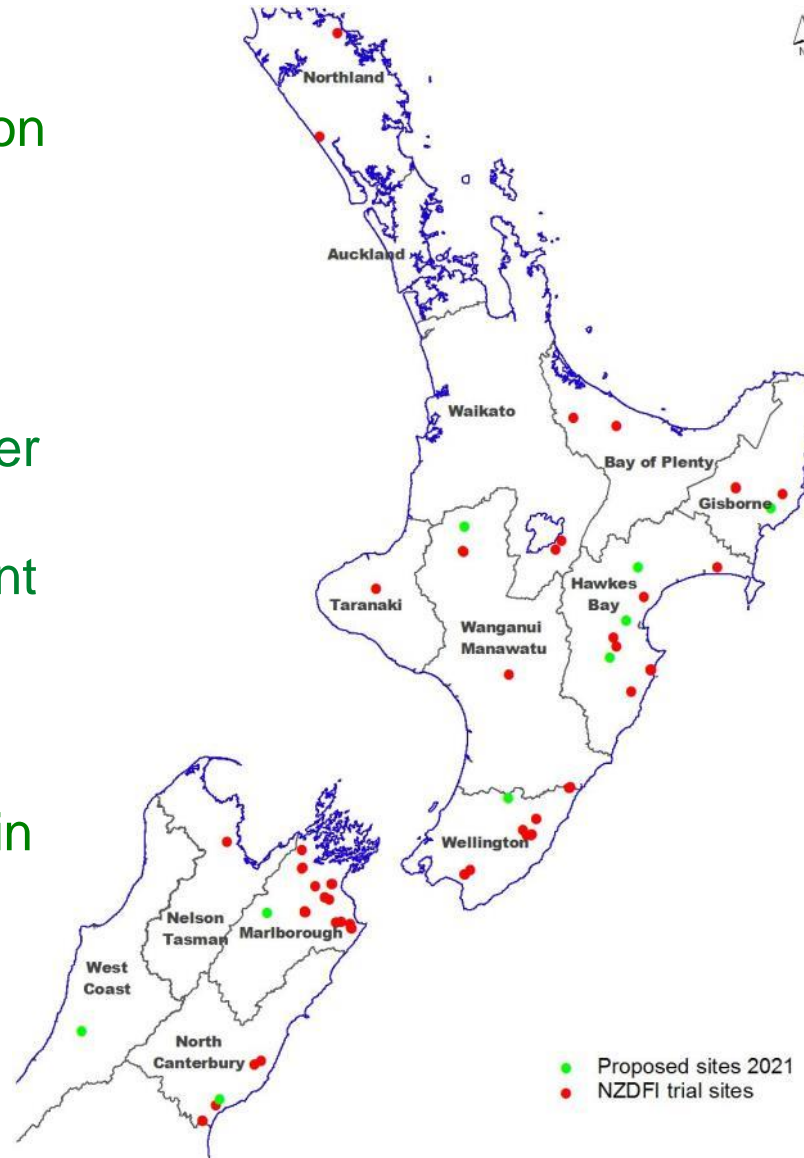 on
er
nt
in
N
Northland
Auckland
Waikato
Bay of Plenty
Gisborne
Hawkes
Bay
Taranaki
Wanganui
Manawatu
Wellington
Nelson
Tasman
Marlborough
West
Coast
North
Canterbury
Proposed sites 2021
NZDFI trial sites